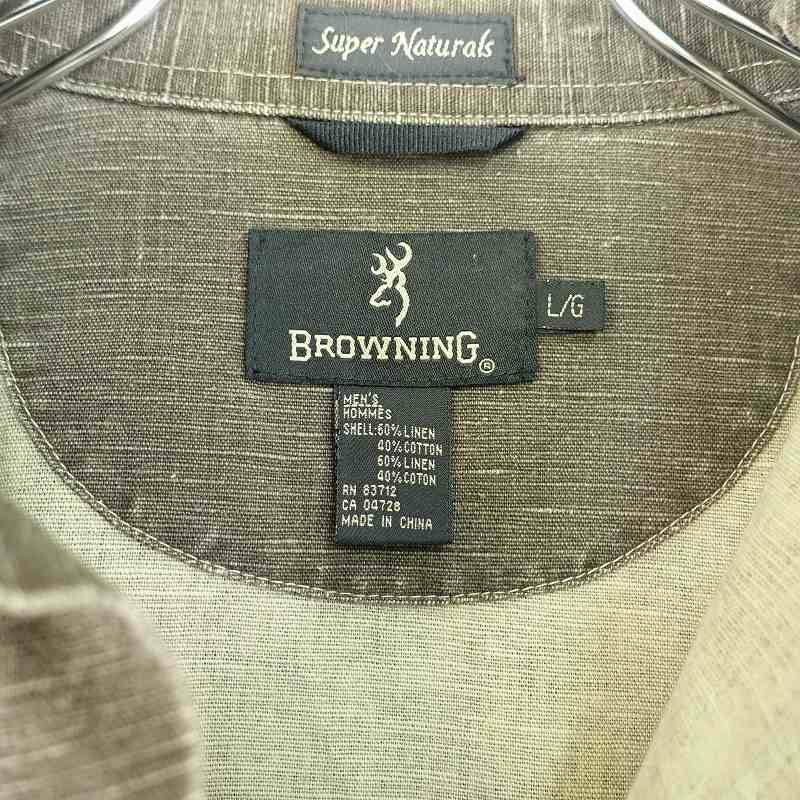 Super Naturals
BROWNING®
L/G
MEN'S
HOMMES
SHELL:60%LINEN
40%COTTON
60%LINEN
40%COTON
RN 83712
CA 04728
MADE IN CHINA